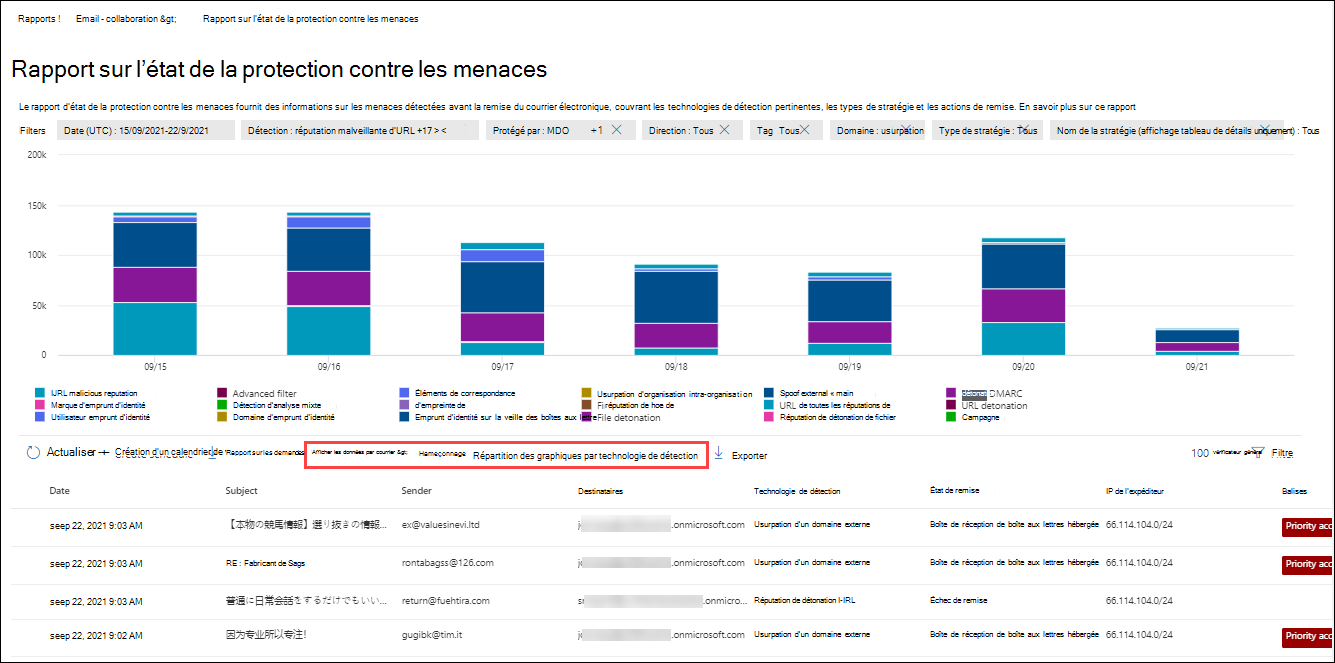 Rapports ! Email - collaboration &gt; Rapport sur l'état de la protection contre les menaces
Rapport sur l'état de la protection contre les menaces
Le rapport d'état de la protection contre les menaces fournit des informations sur les menaces détectées avant la remise du courrier électronique, couvrant les technologies de détection pertinentes, les types de stratégie et les actions de remise. En savoir plus sur ce rapport
Filters Date (UTC) : 15/09/2021-22/9/2021 Détection : réputation malveillante d'URL +17 > < Protégé par : MDO +1 Direction : Tous Tag Tous Domaine : usurpation Type de stratégie : Tous Nom de la stratégie (affichage tableau de détails uniquement) : Tous
200k
150k
100k
50k
0
09/15 09/16 09/17 09/18 09/19 09/20 09/21
URL malicious reputation Advanced filter Éléments de correspondance Usurpation d'organisation intra-organisation Spoof external « main DMARC
Marque d'emprunt d'identité Détection d'analyse mixte d'empreinte de Firéputation de hoe de URL de toutes les réputations de URL detonation
Utilisateur emprunt d'identité Domaine d'emprunt d'identité Emprunt d'identité sur la veille des boîtes aux lettre File detonation Réputation de détonation de fichier Campagne
Actualiser Création d'un calendrier de 'Rapport sur les demandes Afficher les données par courrier &gt; Hameçonnage Répartition des graphiques par technologie de détection Exporter 100 vérificateur général Filtre
Date Subject Sender Destinataires Technologie de détection État de remise IP de l'expéditeur Balises
seep 22, 2021 9:03 AM 【本物の競馬情報】選り抜きの情報... ex@valuesinevi.ltd .onmicrosoft.com Usurpation d'un domaine externe Boîte de réception de boîte aux lettres hébergée 66.114.104.0/24 Priority acc
seep 22, 2021 9:03 AM RE : Fabricant de Sags rontabagss@126.com .onmicrosoft.com Usurpation d'un domaine externe Boîte de réception de boîte aux lettres hébergée 66.114.104.0/24 Priority acc
seep 22, 2021 9:03 AM 普通に日常会話をするだけでもいい... return@fuehtira.com .onmicro... Réputation de détonation I-IRL Échec de remise 66.114.104.0/24
seep 22, 2021 9:02 AM 因为专业所以专注! gugibk@tim.it .onmicrosoft.com Usurpation d'un domaine externe Boîte de réception de boîte aux lettres hébergée 66.114.104.0/24 Priority acc